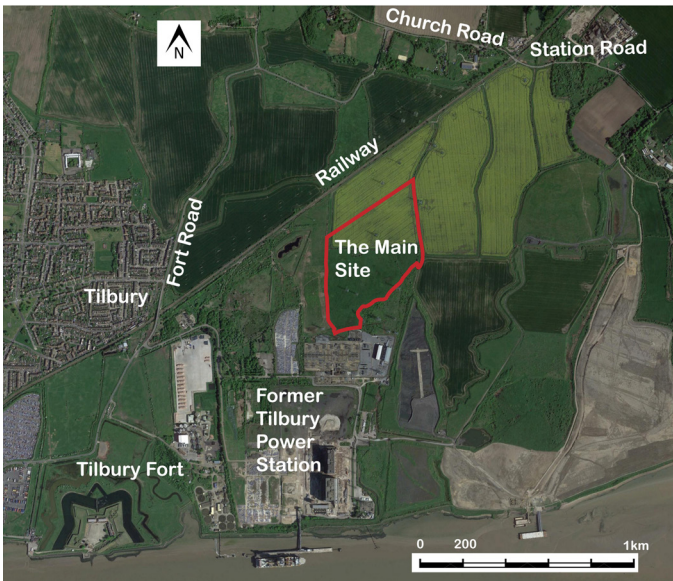 Church Road
Station Road
N
Railway
Fort Road
The Main
Site
Tilbury
Former
Tilbury
Power
Station
Tilbury Fort
0 200 1km